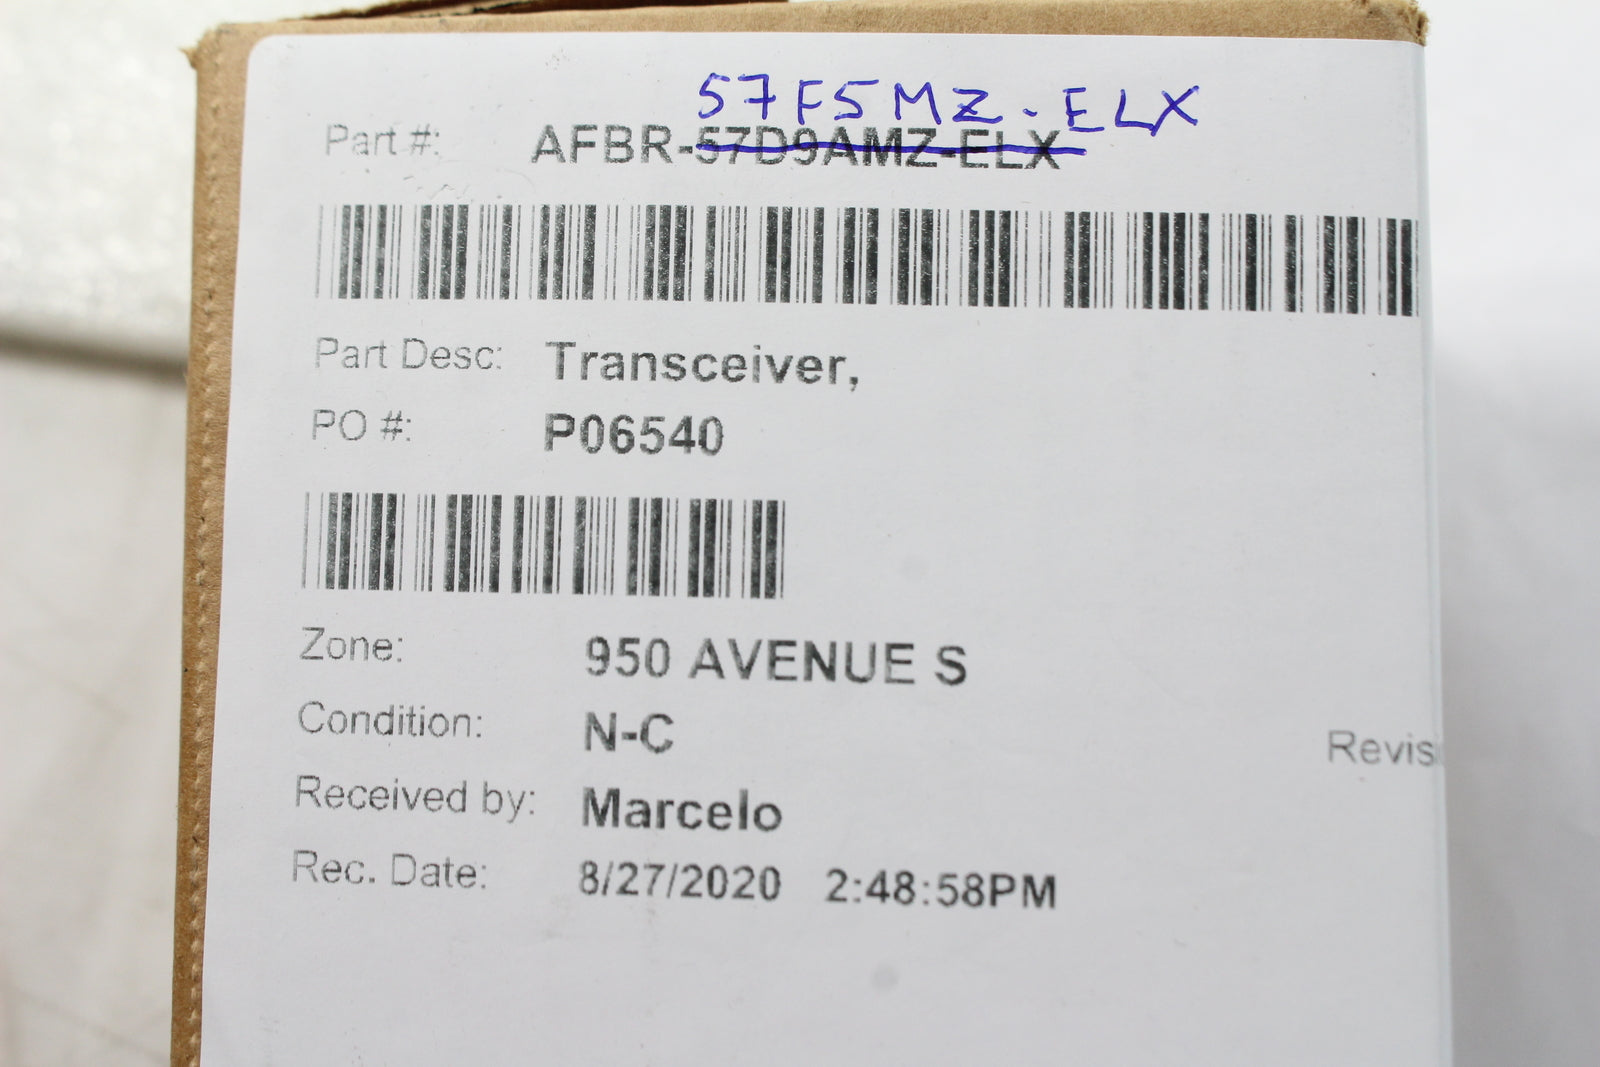 57F5MZ-ELX
Part #: AFBR-57D9AMZ-ELX
Part Desc: Transceiver,
PO #: P06540
Zone: 950 AVENUE S
Condition: N-C
Revis
Received by: Marcelo
Rec. Date: 8/27/2020 2:48:58PM